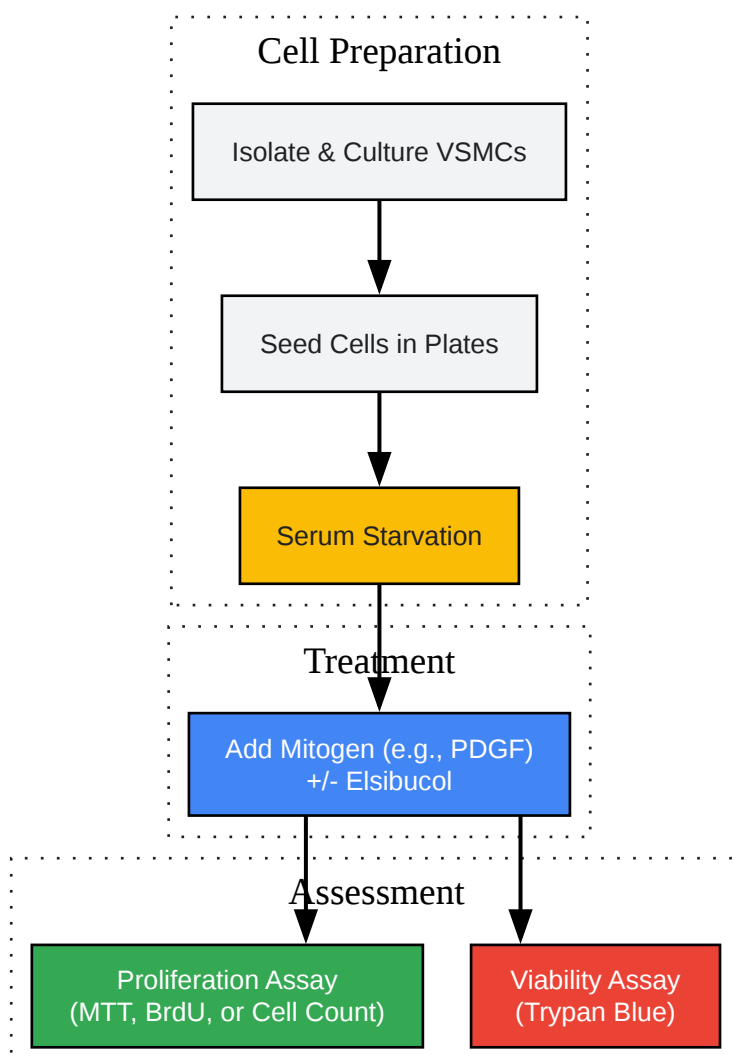 Cell Preparation
Isolate & Culture VSMCs
Seed Cells in Plates
Serum Starvation
Treatment
Add Mitogen (e.g., PDGF)
+/- Elsibucol
Assessment
Proliferation Assay
(MTT, BrdU, or Cell Count)
Viability Assay
(Trypan Blue)